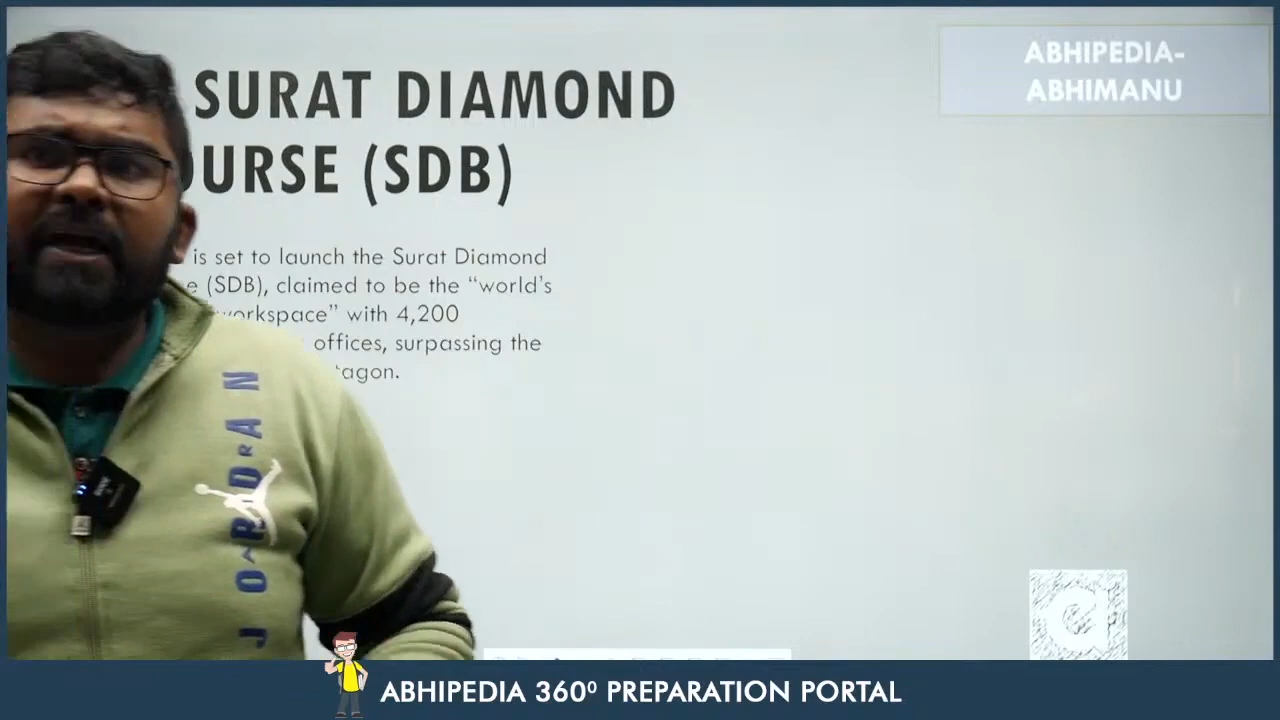 SURAT DIAMOND
URSE (SDB)
is set to launch the Surat Diamond
e (SDB), claimed to be the “world’s
workspace” with 4,200
offices, surpassing the
tagon.
ABHIPEDIA-
ABHIMANU
JORDAN
ABHIPEDIA 360⁰ PREPARATION PORTAL